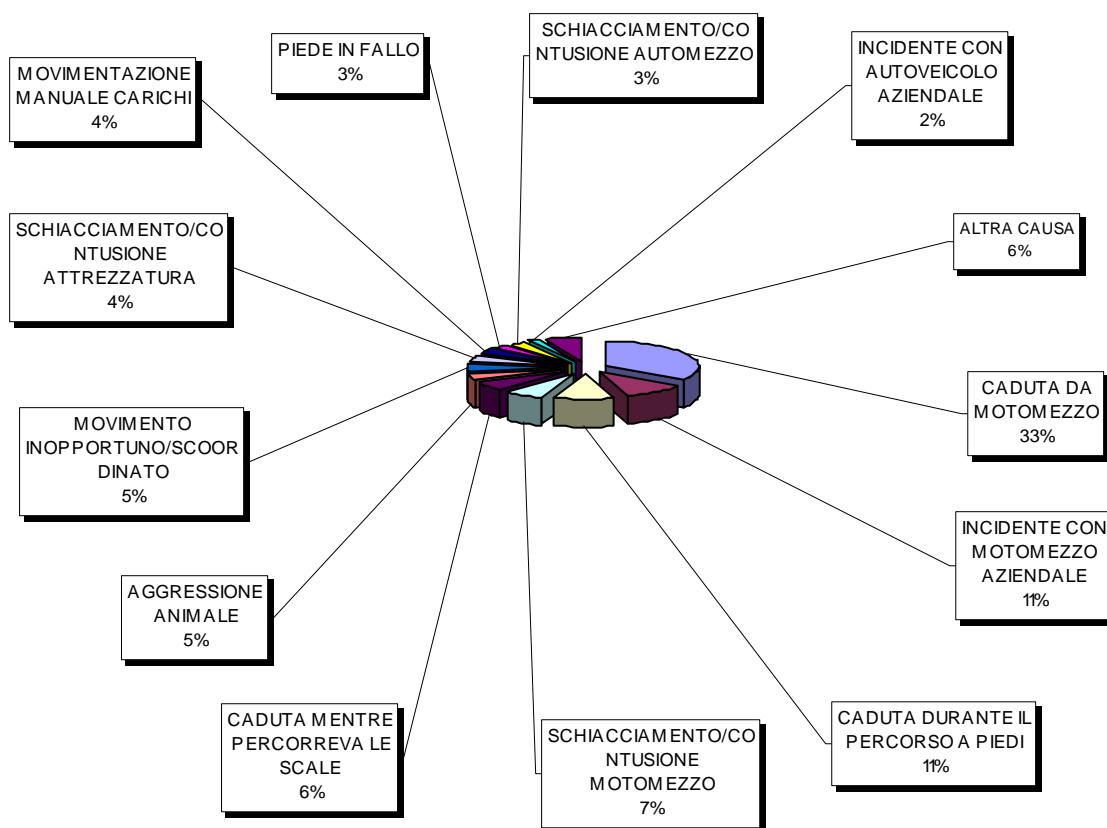 PIEDE IN FALLO
3%
SCHIACCIAMENTO/CO
NTUSIONE AUTOMEZZO
3%
INCIDENTE CON
AUTOVEICOLO
AZIENDALE
2%
MOVIMENTAZIONE
MANUALE CARICHI
4%
SCHIACCIAMENTO/CO
NTUSIONE
ATTREZZATURA
4%
ALTRA CAUSA
6%
CADUTA DA
MOTOMEZZO
33%
MOVIMENTO
INOPPORTUNO/SCOOR
DINATO
5%
INCIDENTE CON
MOTOMEZZO
AZIENDALE
11%
AGGRESSIONE
ANIMALE
5%
CADUTA MENTRE
PERCORREVA LE
SCALE
6%
SCHIACCIAMENTO/CO
NTUSIONE
MOTOMEZZO
7%
CADUTA DURANTE IL
PERCORSO A PIEDI
11%